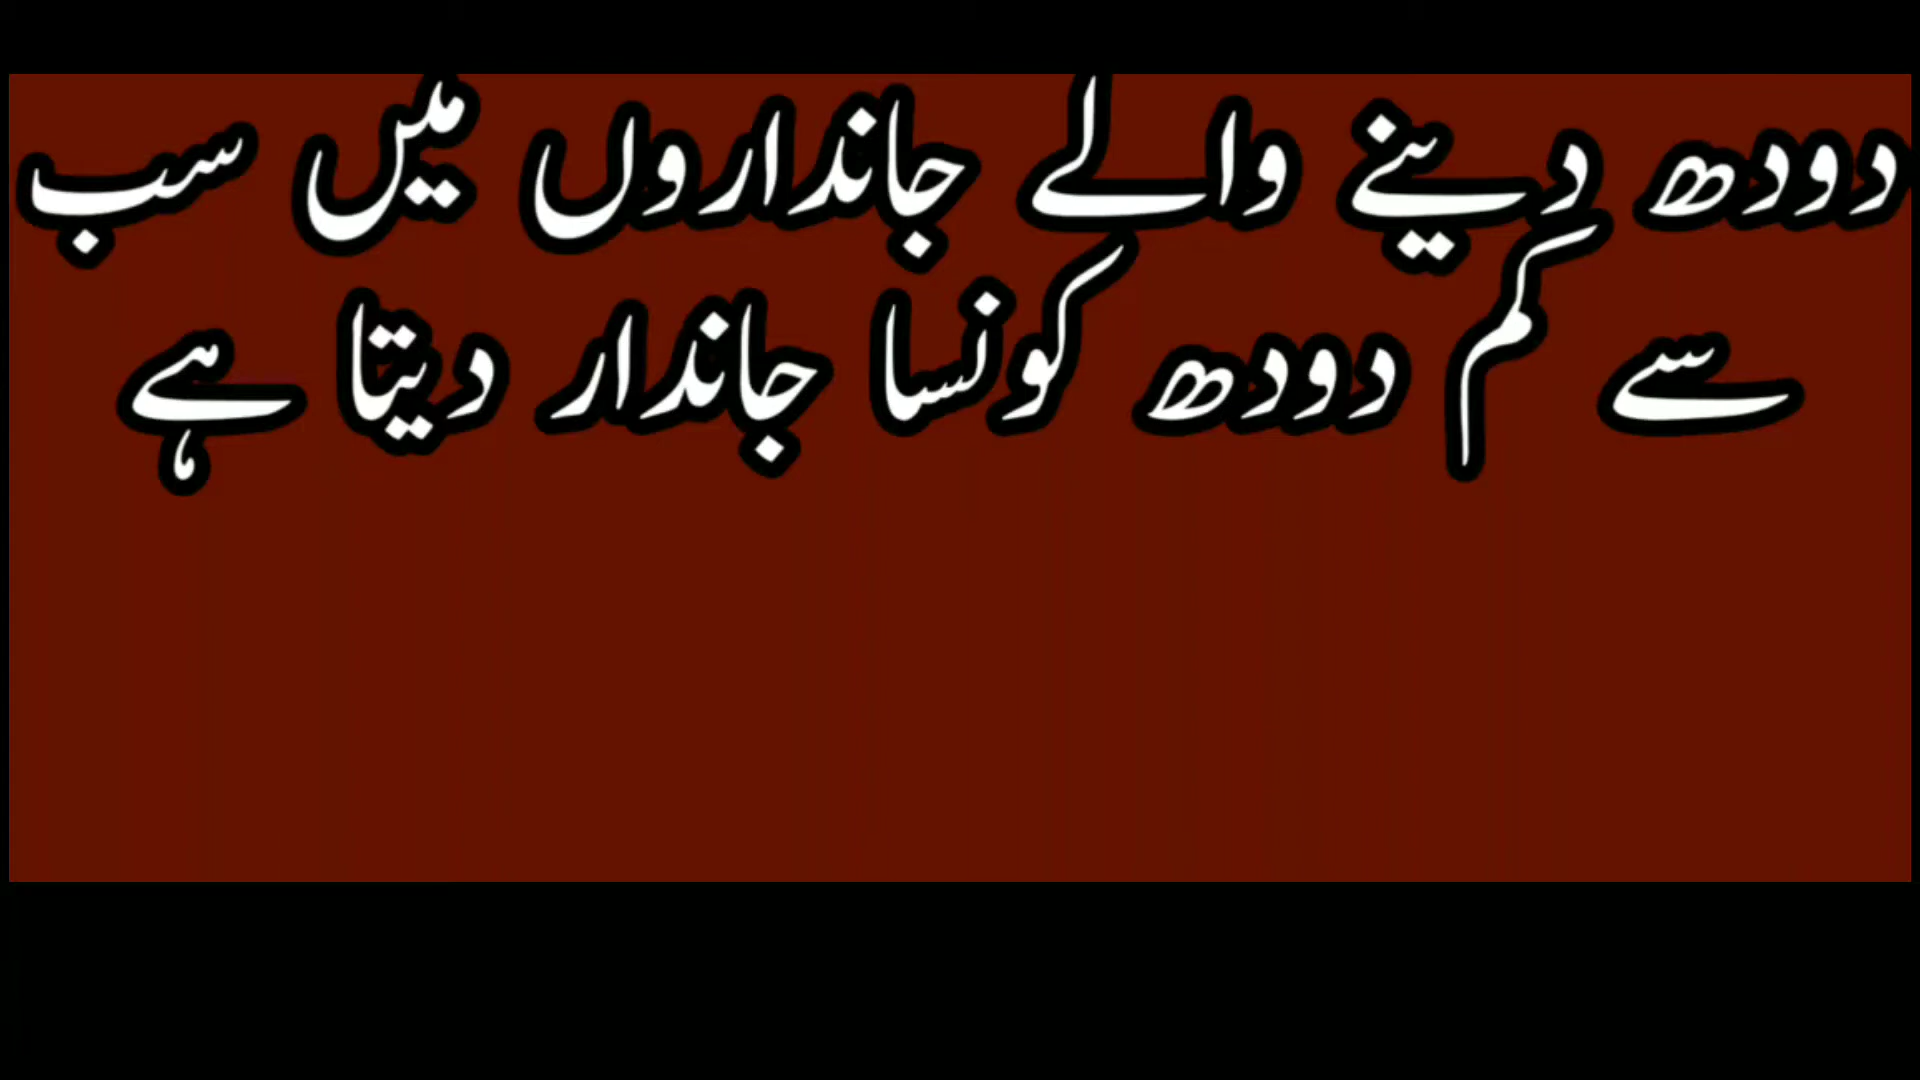 دودھ دینے والے جانداروں میں سب
سے کم دودھ کونسا جاندار دیتا ہے